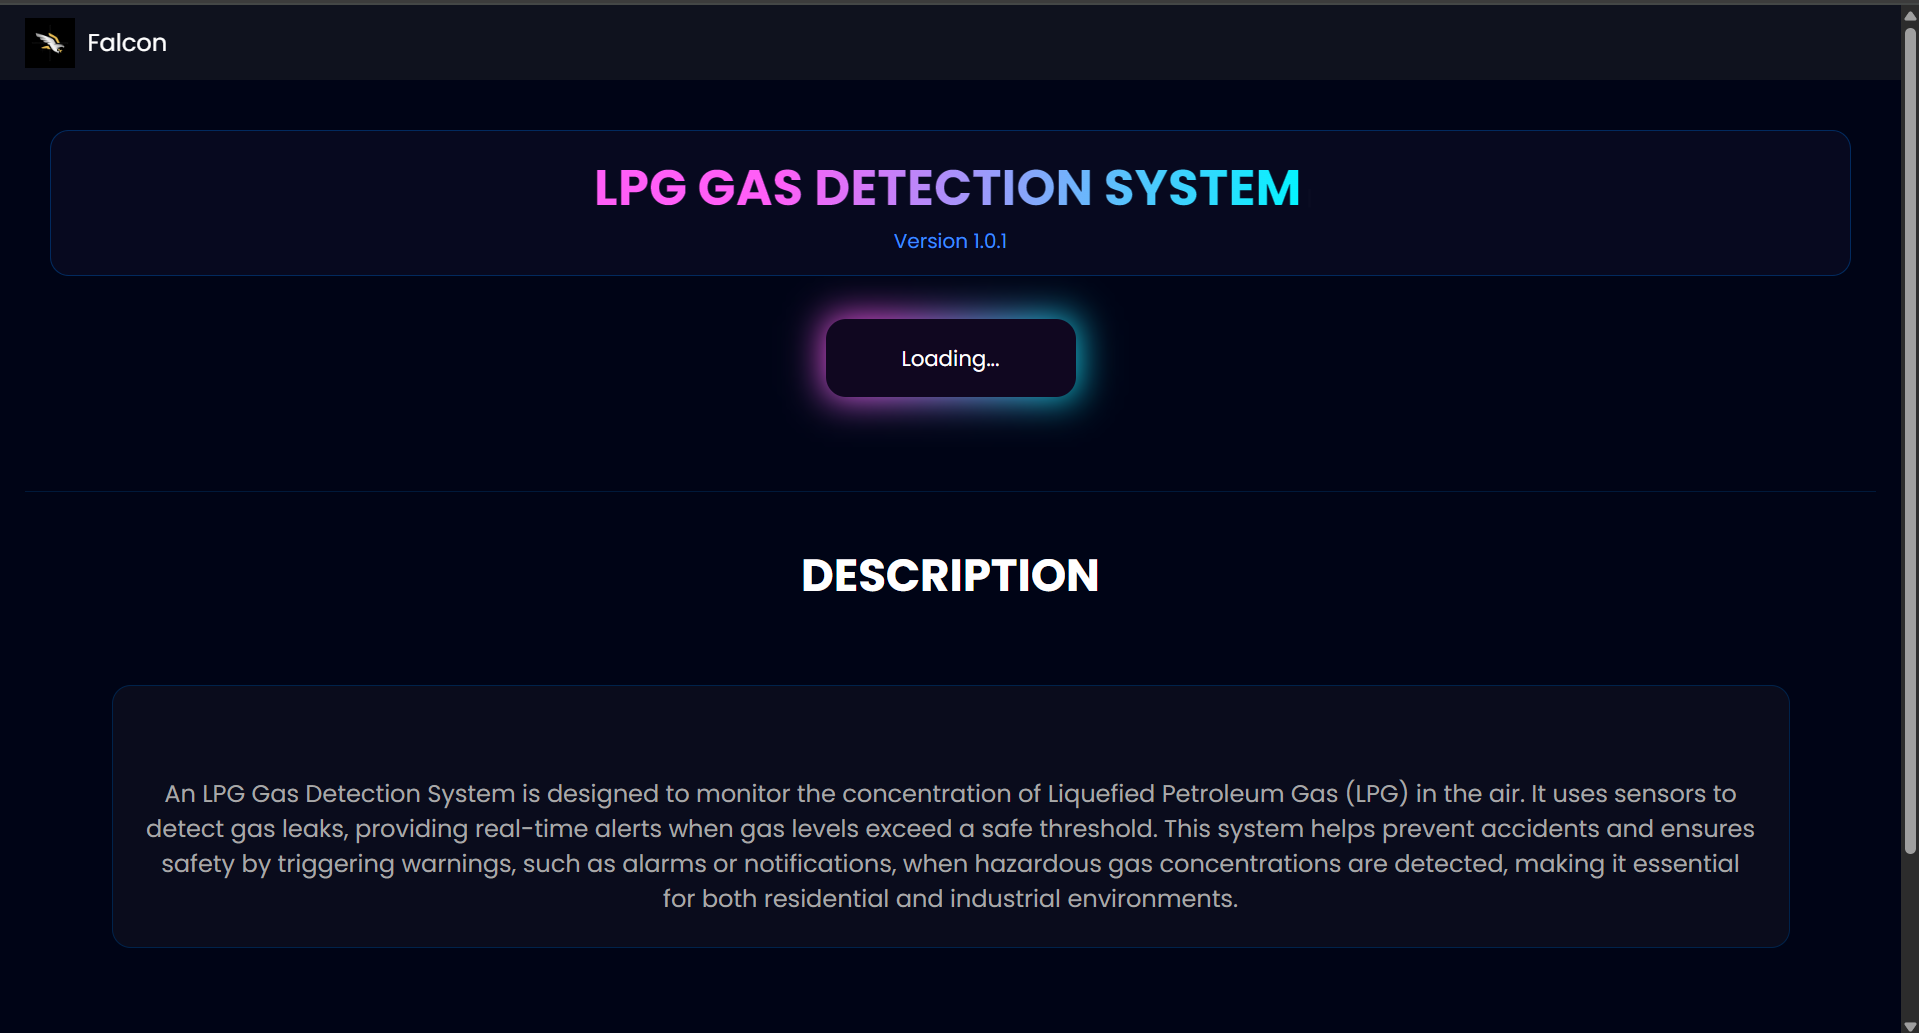 Falcon
LPG GAS DETECTION SYSTEM
Version 1.0.1
Loading...
DESCRIPTION
An LPG Gas Detection System is designed to monitor the concentration of Liquefied Petroleum Gas (LPG) in the air. It uses sensors to
detect gas leaks, providing real-time alerts when gas levels exceed a safe threshold. This system helps prevent accidents and ensures
safety by triggering warnings, such as alarms or notifications, when hazardous gas concentrations are detected, making it essential
for both residential and industrial environments.